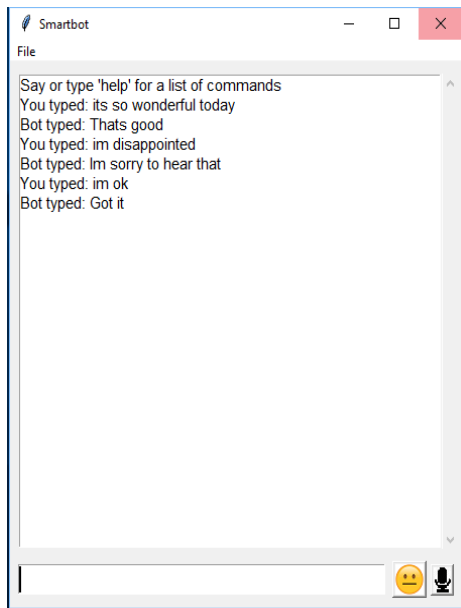 Smartbot
File
Say or type 'help' for a list of commands
You typed: its so wonderful today
Bot typed: Thats good
You typed: im disappointed
Bot typed: Im sorry to hear that
You typed: im ok
Bot typed: Got it